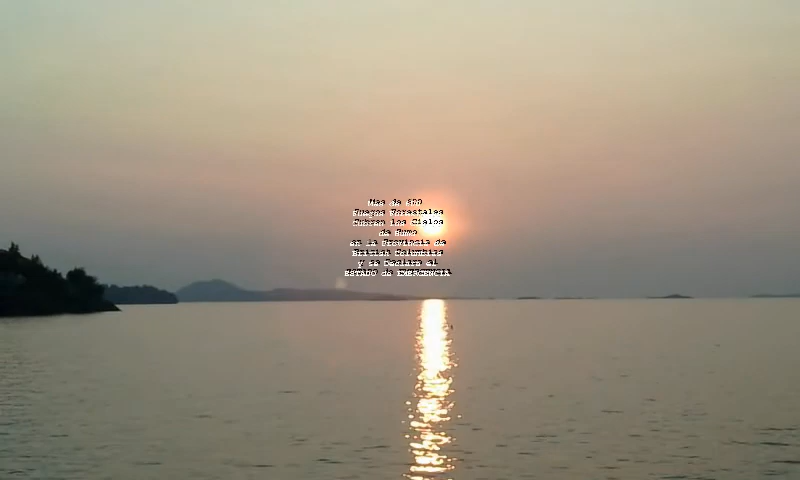 Mas de 600
Fuegos Forestales
Cubren los Cielos
de Humo
en la Provincia de
British Columbia
y se Declara el
ESTADO de EMERGENCIA